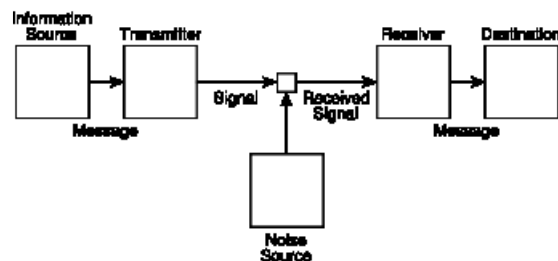 Information
Source
Transmitter
Receiver
Destination
Signal
Received
Signal
Message
Message
Noise
Source